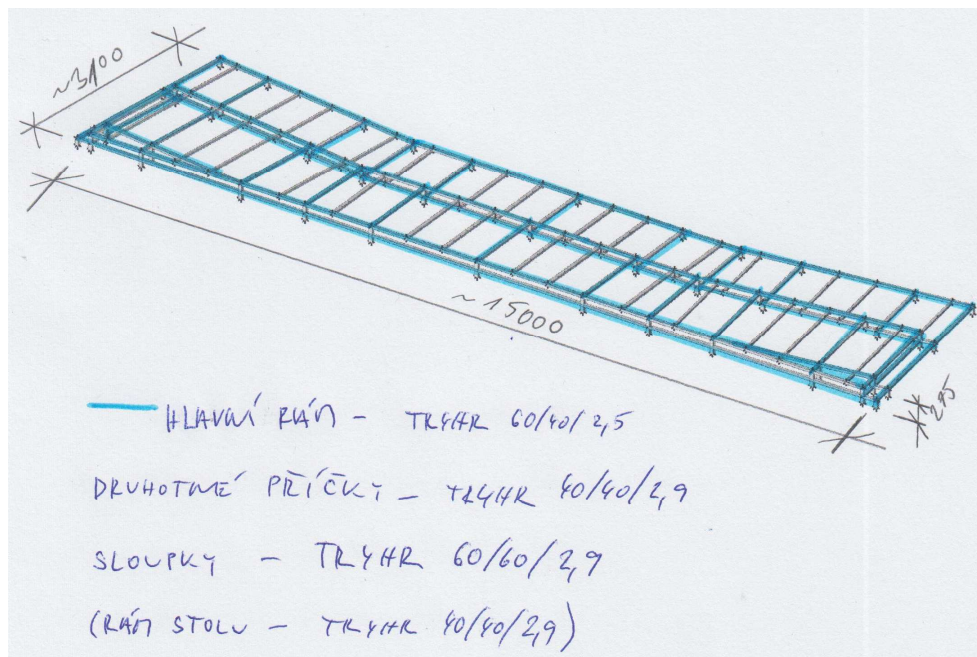 ~3100
~15000
295
HLAVNÍ RÁM - TRYHR 60/40/2,5
DRUHOTNÉ PŘÍČKY - TRYHR 40/40/2,9
SLOUPKY - TRYHR 60/60/2,9
(RÁM STOLU - TRYHR 40/40/2,9)